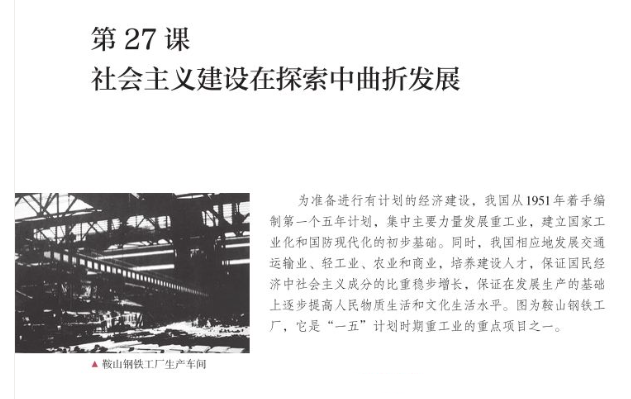 第 27 课
社会主义建设在探索中曲折发展
为准备进行有计划的经济建设，我国从1951年着手编
制第一个五年计划，集中主要力量发展重工业，建立国家工
业化和国防现代化的初步基础。同时，我国相应地发展交通
运输业、轻工业、农业和商业，培养建设人才，保证国民经
济中社会主义成分的比重稳步增长，保证在发展生产的基础
上逐步提高人民物质生活和文化生活水平。图为鞍山钢铁工
厂，它是“一五”计划时期重工业的重点项目之一。
▲ 鞍山钢铁工厂生产车间